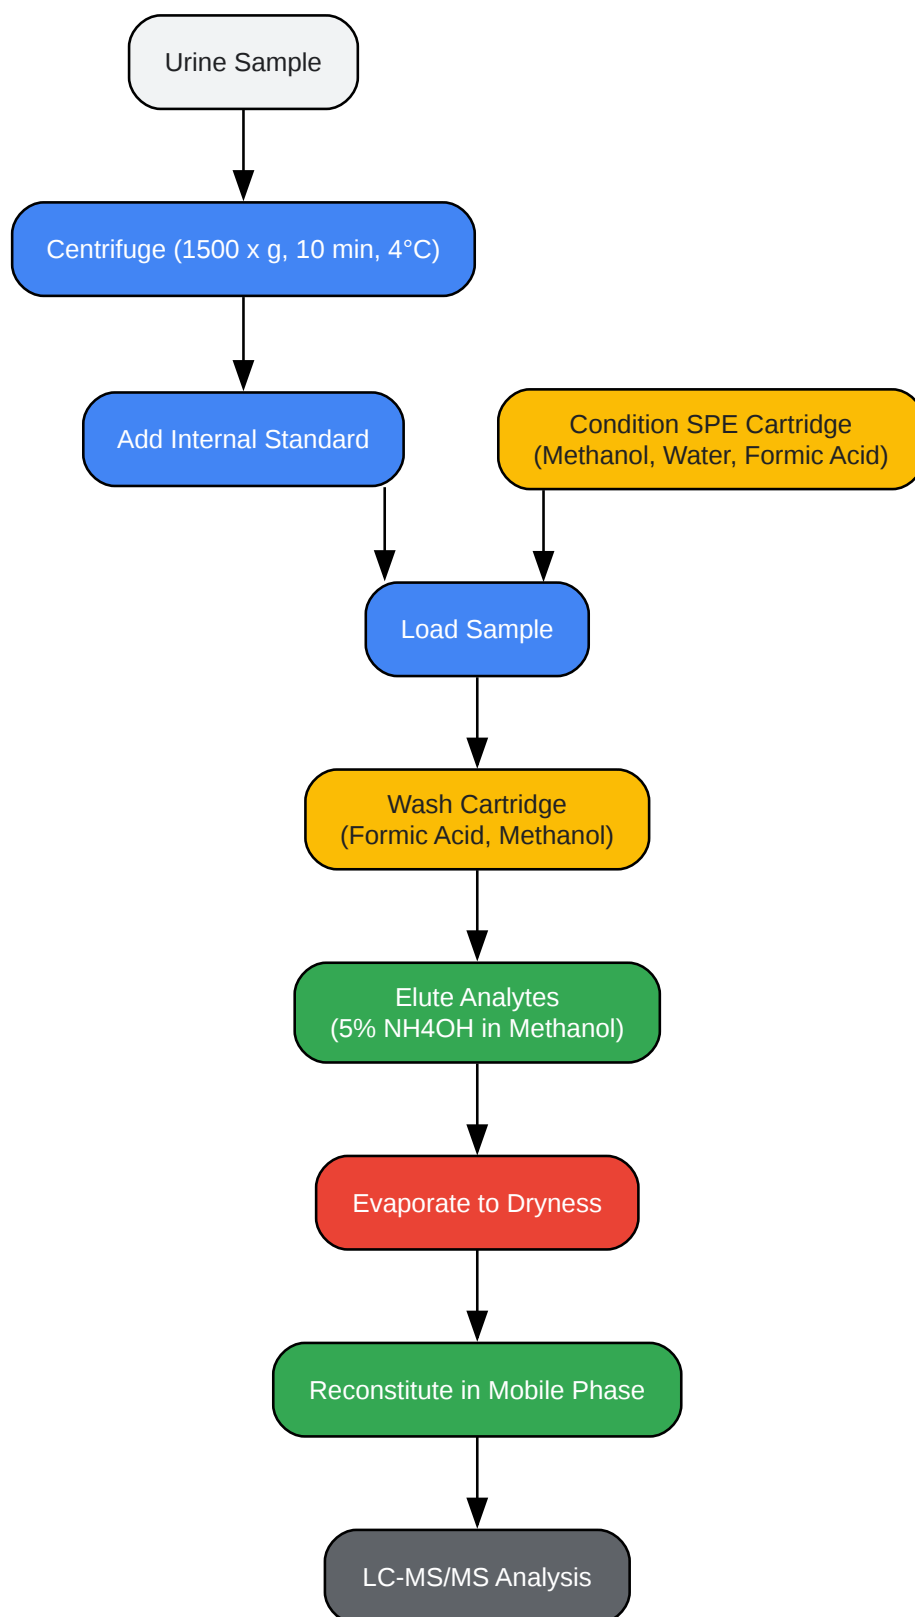 Urine Sample
Centrifuge (1500 x g, 10 min, 4°C)
Add Internal Standard
Condition SPE Cartridge
(Methanol, Water, Formic Acid)
Load Sample
Wash Cartridge
(Formic Acid, Methanol)
Elute Analytes
(5% NH4OH in Methanol)
Evaporate to Dryness
Reconstitute in Mobile Phase
LC-MS/MS Analysis